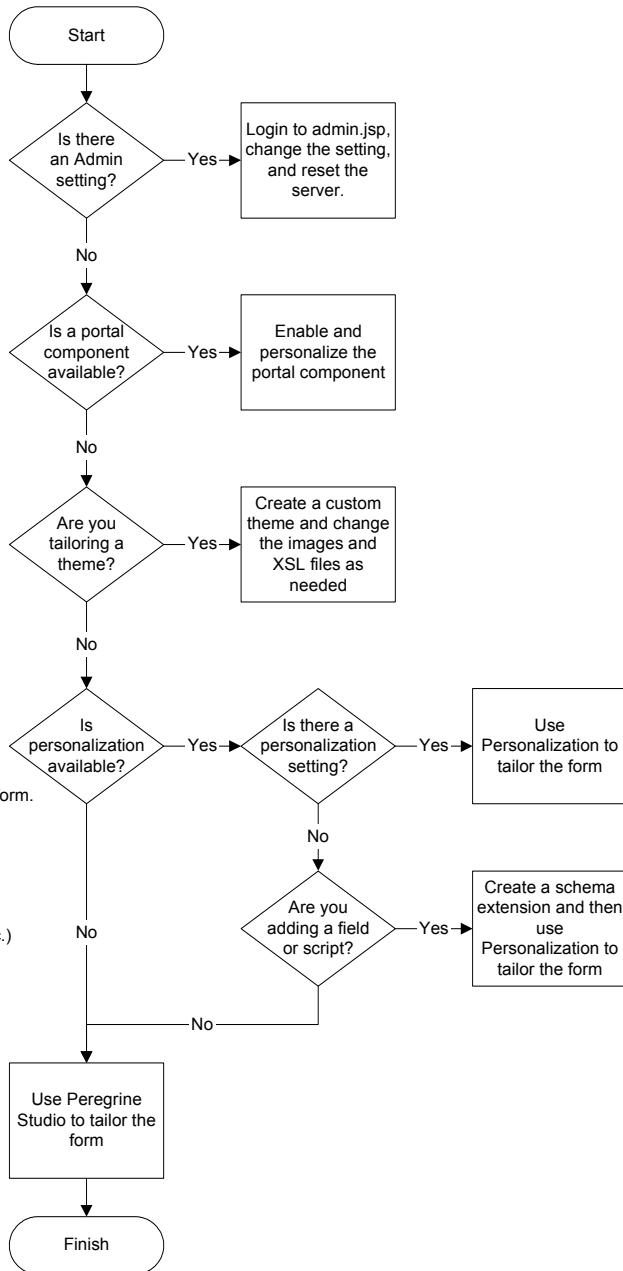 Start
Is there
an Admin
setting?
Yes
Login to admin.jsp,
change the setting,
and reset the
server.
No
Is a portal
component
available?
Yes
Enable and
personalize the
portal component
No
Are you
tailoring a
theme?
Yes
Create a custom
theme and change
the images and
XSL files as
needed
No
Is
personalization
available?
Yes
Is there a
personalization
setting?
Yes
Use
Personalization to
tailor the form
orm.
No
Are you
adding a field
or script?
Yes
Create a schema
extension and then
use
Personalization to
tailor the form
No
.)
No
Use Peregrine
Studio to tailor the
form
Finish